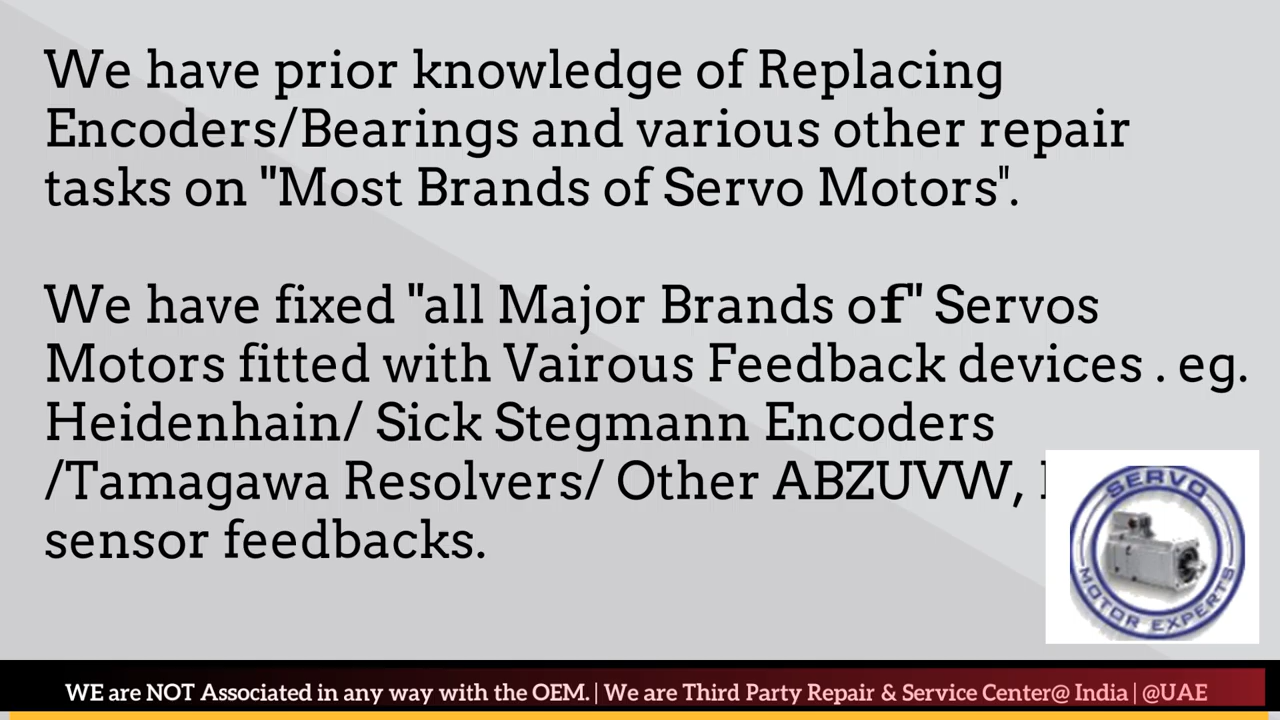 We have prior knowledge of Replacing
Encoders/Bearings and various other repair
tasks on "Most Brands of Servo Motors".
We have fixed "all Major Brands of" Servos
Motors fitted with Vairous Feedback devices . eg.
Heidenhain/ Sick Stegmann Encoders
/Tamagawa Resolvers/ Other ABZUVW,
sensor feedbacks.
SERVO
MOTOR EXPERTS
WE are NOT Associated in any way with the OEM. | We are Third Party Repair & Service Center@ India | @UAE